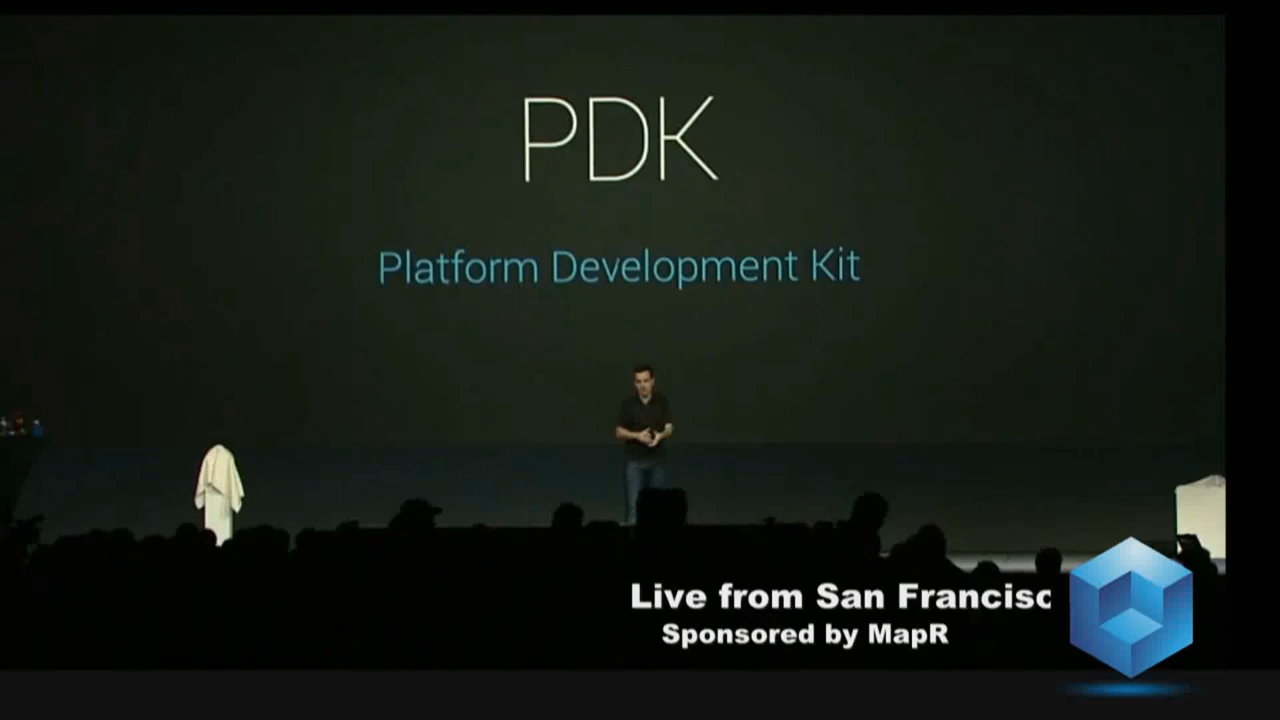 PDK
Platform Development Kit
Live from San Francisc
Sponsored by MapR